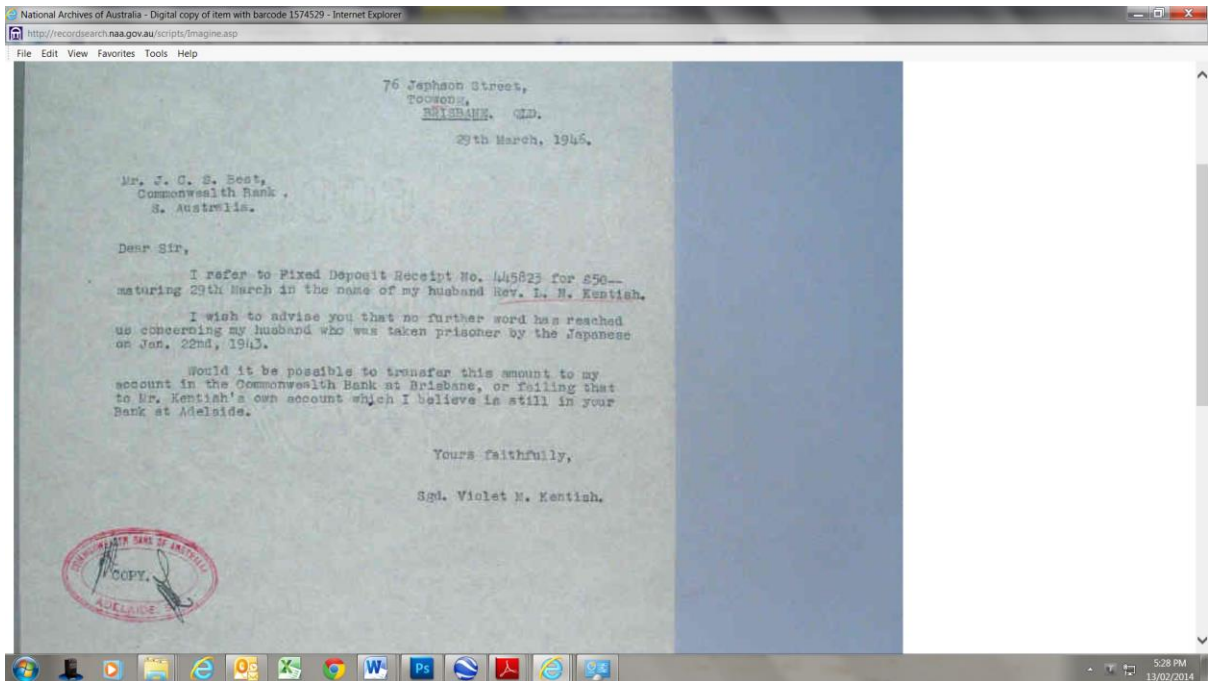 National Archives of Australia - Digital copy of item with barcode 1574529 - Internet Explorer
http://recordsearch.naa.gov.au/scripts/Imagine.asp
File Edit View Favorites Tools Help
76 Jephson Street,
Toowong,
BRISBANE. QLD.
29th March, 1946.
Mr. J. C. S. Best,
Commonwealth Bank .
S. Australia.
Dear Sir,
I refer to Fixed Deposit Receipt No. 445823 for £50--
maturing 29th March in the name of my husband Rev. L. N. Kentish.
I wish to advise you that no further word has reached
us concerning my husband who was taken prisoner by the Japanese
on Jan. 22nd, 1943.
Would it be possible to transfer this amount to my
account in the Commonwealth Bank at Brisbane, or failing that
to Mr. Kentish's own account which I believe is still in your
Bank at Adelaide.
Yours faithfully,
Sgd. Violet M. Kentish.
COMMONWEALTH BANK OF AUSTRALIA
COPY.
ADELAIDE
5:28 PM
13/02/2014